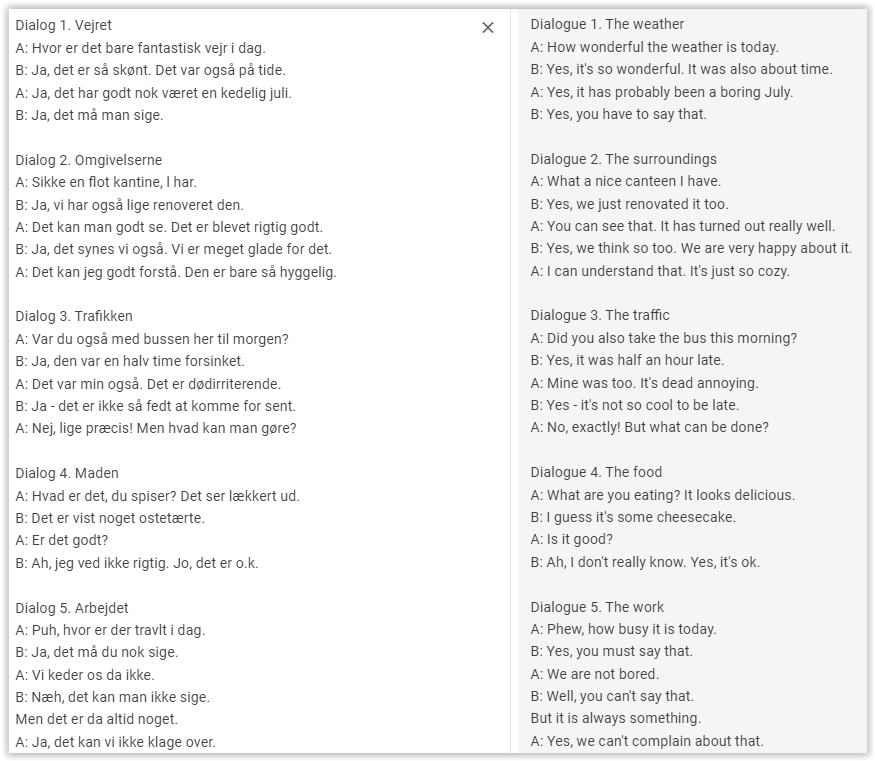 Dialog 1. Vejret
A: Hvor er det bare fantastisk vejr i dag.
B: Ja, det er så skønt. Det var også på tide.
A: Ja, det har godt nok været en kedelig juli.
B: Ja, det må man sige.
Dialog 2. Omgivelserne
A: Sikke en flot kantine, l har.
B: Ja, vi har også lige renoveret den.
A: Det kan man godt se. Det er blevet rigtig godt.
B: Ja, det synes vi også. Vi er meget glade for det.
A: Det kan jeg godt forstå. Den er bare så hyggelig.
Dialog 3. Trafikken
A: Var du også med bussen her til morgen?
B: Ja, den var en halv time forsinket.
A: Det var min også. Det er dødirriterende.
B: Ja - det er ikke så fedt at komme for sent.
A: Nej, lige præcis! Men hvad kan man gøre?
Dialog 4. Maden
A: Hvad er det, du spiser? Det ser lækkert ud.
B: Det er vist noget ostetærte.
A: Er det godt?
B: Ah, jeg ved ikke rigtig. Jo, det er o.k.
Dialog 5. Arbejdet
A: Puh, hvor er der travlt i dag.
B: Ja, det må du nok sige.
A: Vi keder os da ikke.
B: Næh, det kan man ikke sige.
Men det er da altid noget.
A: Ja, det kan vi ikke klage over.
Dialogue 1. The weather
A: How wonderful the weather is today.
B: Yes, it's so wonderful. It was also about time.
A: Yes, it has probably been a boring July.
B: Yes, you have to say that.
Dialogue 2. The surroundings
A: What a nice canteen I have.
B: Yes, we just renovated it too.
A: You can see that. It has turned out really well.
B: Yes, we think so too. We are very happy about it.
A: I can understand that. It's just so cozy.
Dialogue 3. The traffic
A: Did you also take the bus this morning?
B: Yes, it was half an hour late.
A: Mine was too. It's dead annoying.
B: Yes - it's not so cool to be late.
A: No, exactly! But what can be done?
Dialogue 4. The food
A: What are you eating? It looks delicious.
B: I guess it's some cheesecake.
A: Is it good?
B: Ah, I don't really know. Yes, it's ok.
Dialogue 5. The work
A: Phew, how busy it is today.
B: Yes, you must say that.
A: We are not bored.
B: Well, you can't say that.
But it is always something.
A: Yes, we can't complain about that.